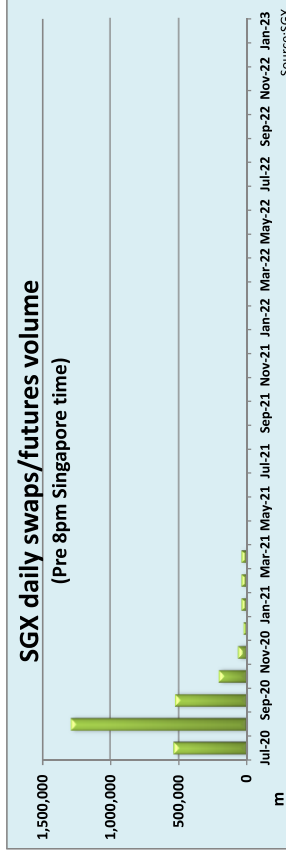 SGX daily swaps/futures volume
(Pre 8pm Singapore time)
1,500,000
1,000,000
500,000
0
m
Jul-20 Sep-20 Nov-20 Jan-21 Mar-21 May-21 Jul-21 Sep-21 Nov-21 Jan-22 Mar-22 May-22 Jul-22 Sep-22 Nov-22 Jan-23
Source:SGX